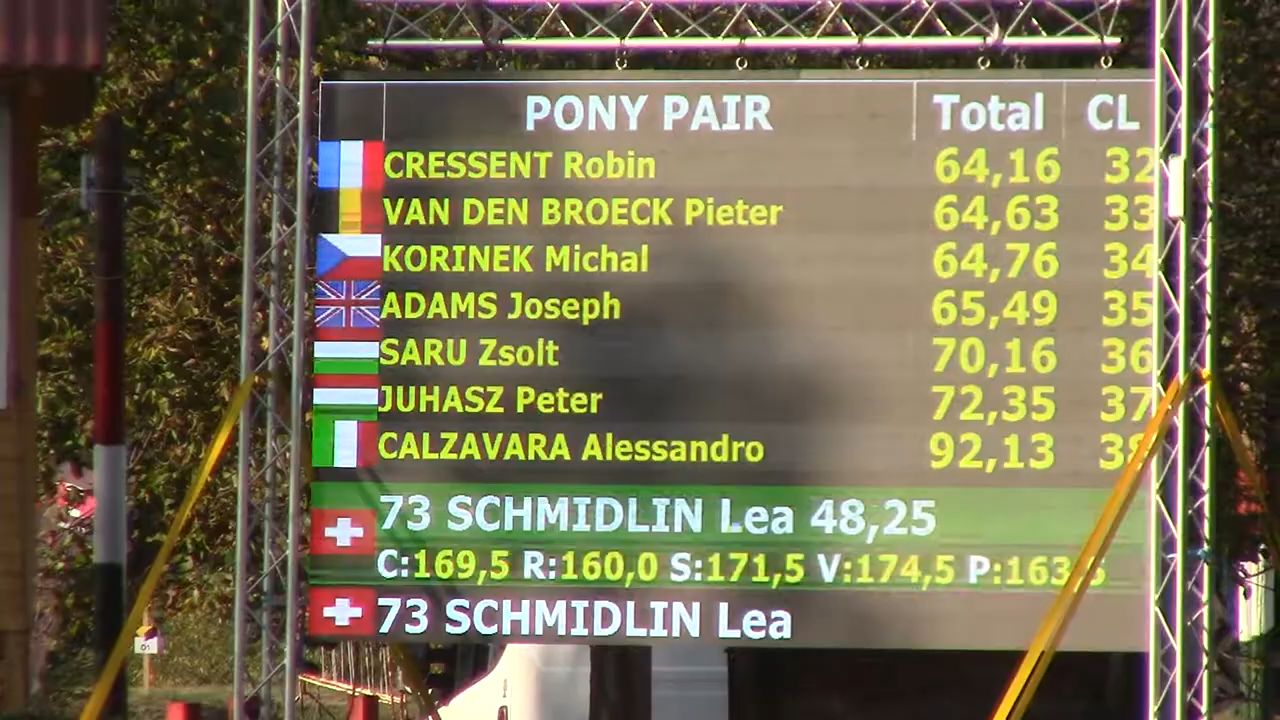 PONY PAIR Total CL
CRESSENT Robin 64,16 32
VAN DEN BROECK Pieter 64,63 33
KORINEK Michal 64,76 34
ADAMS Joseph 65,49 35
SARU Zsolt 70,16 36
JUHASZ Peter 72,35 37
CALZAVARA Alessandro 92,13 38
73 SCHMIDLIN Lea 48,25
C:169,5 R:160,0 S:171,5 V:174,5
73 SCHMIDLIN Lea